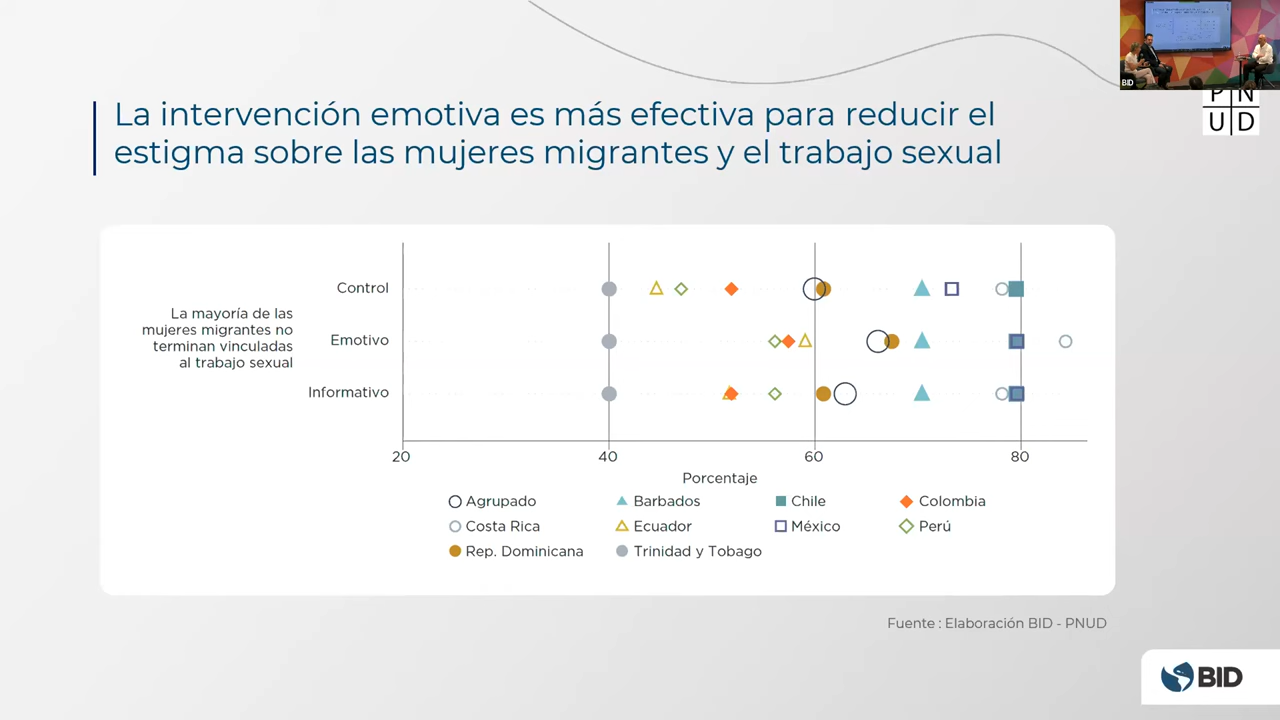 BID
P N
U D
La intervención emotiva es más efectiva para reducir el
estigma sobre las mujeres migrantes y el trabajo sexual
La mayoría de las
mujeres migrantes no
terminan vinculadas
al trabajo sexual
Control
Emotivo
Informativo
20 40 60 80
Porcentaje
Agrupado Barbados Chile Colombia
Costa Rica Ecuador México Perú
Rep. Dominicana Trinidad y Tobago
Fuente : Elaboración BID - PNUD
BID